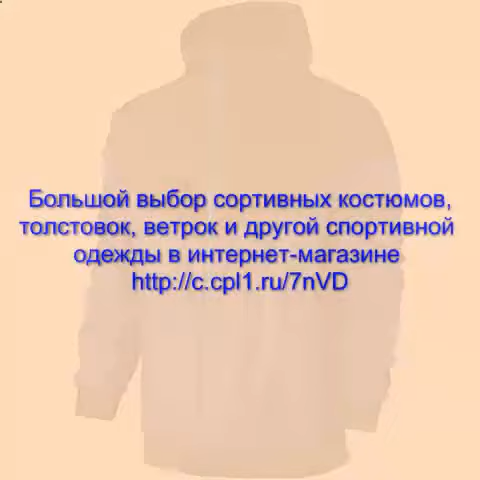 Большой выбор сортивных костюмов,
толстовок, ветрок и другой спортивной
одежды в интернет-магазине
http://c.cpl1.ru/7nVD